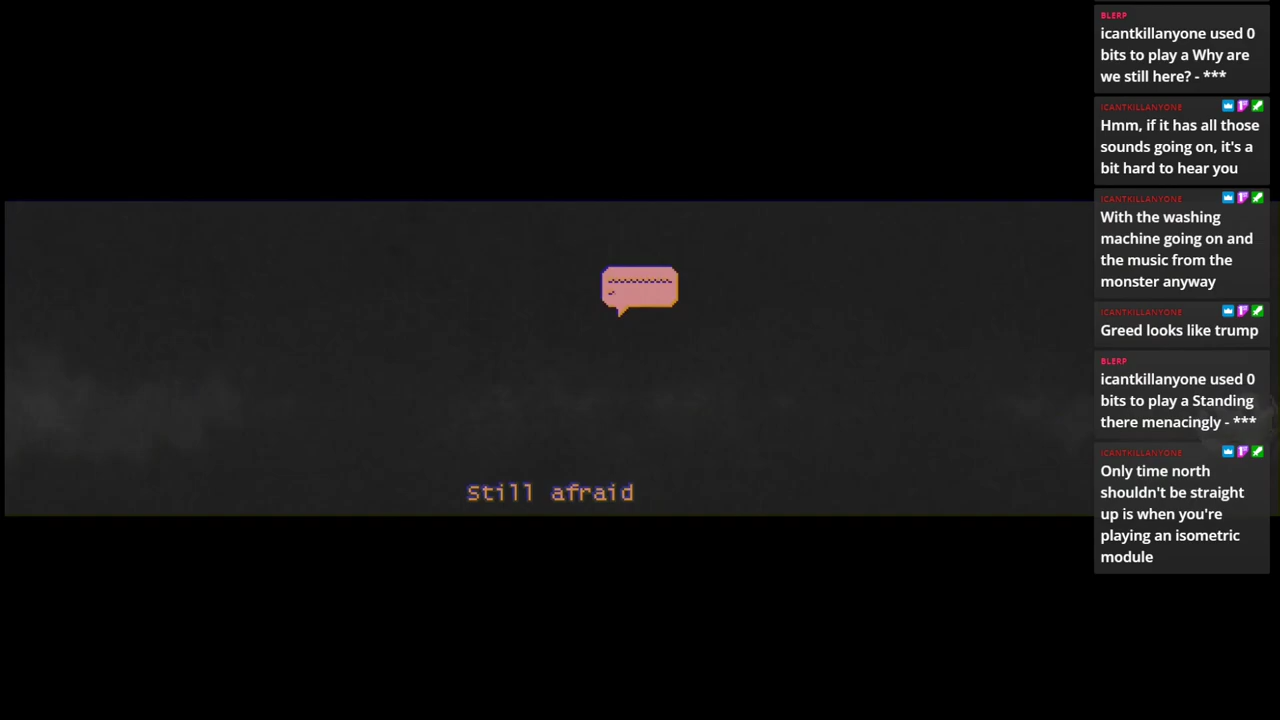 Still afraid
BLERP
icantkillanyone used 0
bits to play a Why are
we still here? - ***
ICANTKILLANYONE
Hmm, if it has all those
sounds going on, it's a
bit hard to hear you
ICANTKILLANYONE
With the washing
machine going on and
the music from the
monster anyway
ICANTKILLANYONE
Greed looks like trump
BLERP
icantkillanyone used 0
bits to play a Standing
there menacingly - ***
ICANTKILLANYONE
Only time north
shouldn't be straight
up is when you're
playing an isometric
module